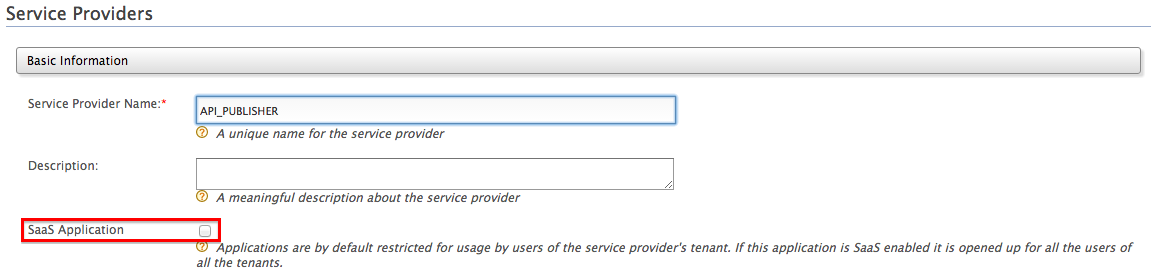 Service Providers
Basic Information
Service Provider Name:*
API_PUBLISHER
? A unique name for the service provider
Description:
? A meaningful description about the service provider
SaaS Application
? Applications are by default restricted for usage by users of the service provider's tenant. If this application is SaaS enabled it is opened up for all the users of
all the tenants.